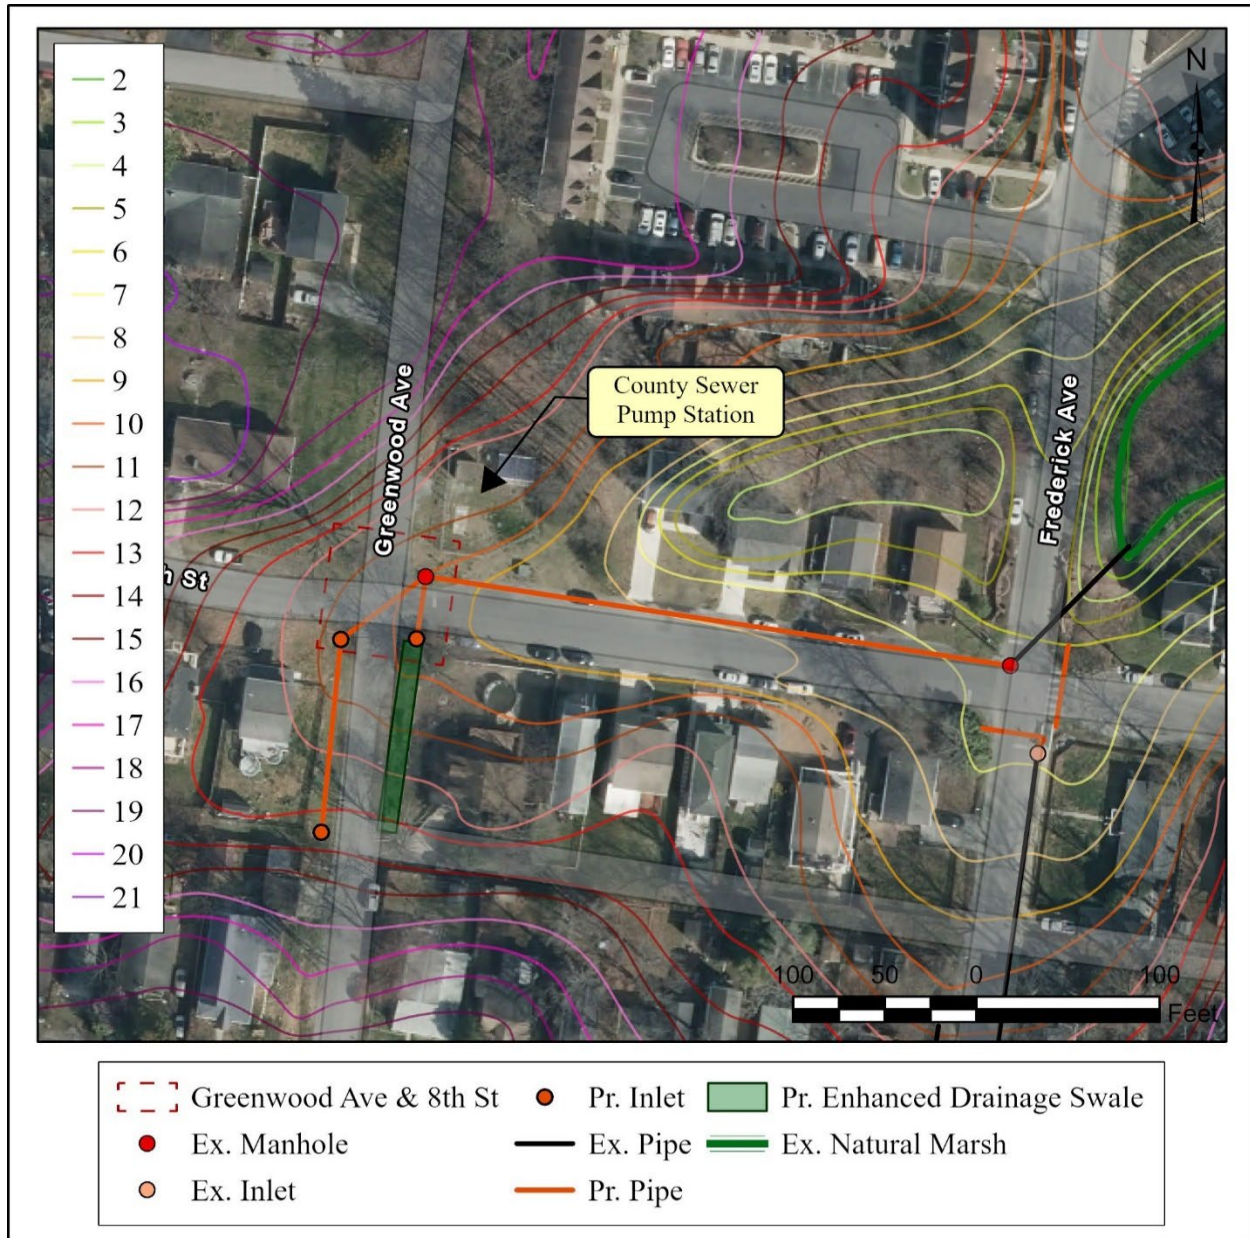 N
2
3
4
5
6
7
8
9
10
11
12
13
14
15
16
17
18
19
20
21
County Sewer
Pump Station
Greenwood Ave
Frederick Ave
h St
100 50 0 100
Feet
Greenwood Ave & 8th St
Pr. Inlet
Pr. Enhanced Drainage Swale
Ex. Manhole
Ex. Pipe
Ex. Natural Marsh
Ex. Inlet
Pr. Pipe